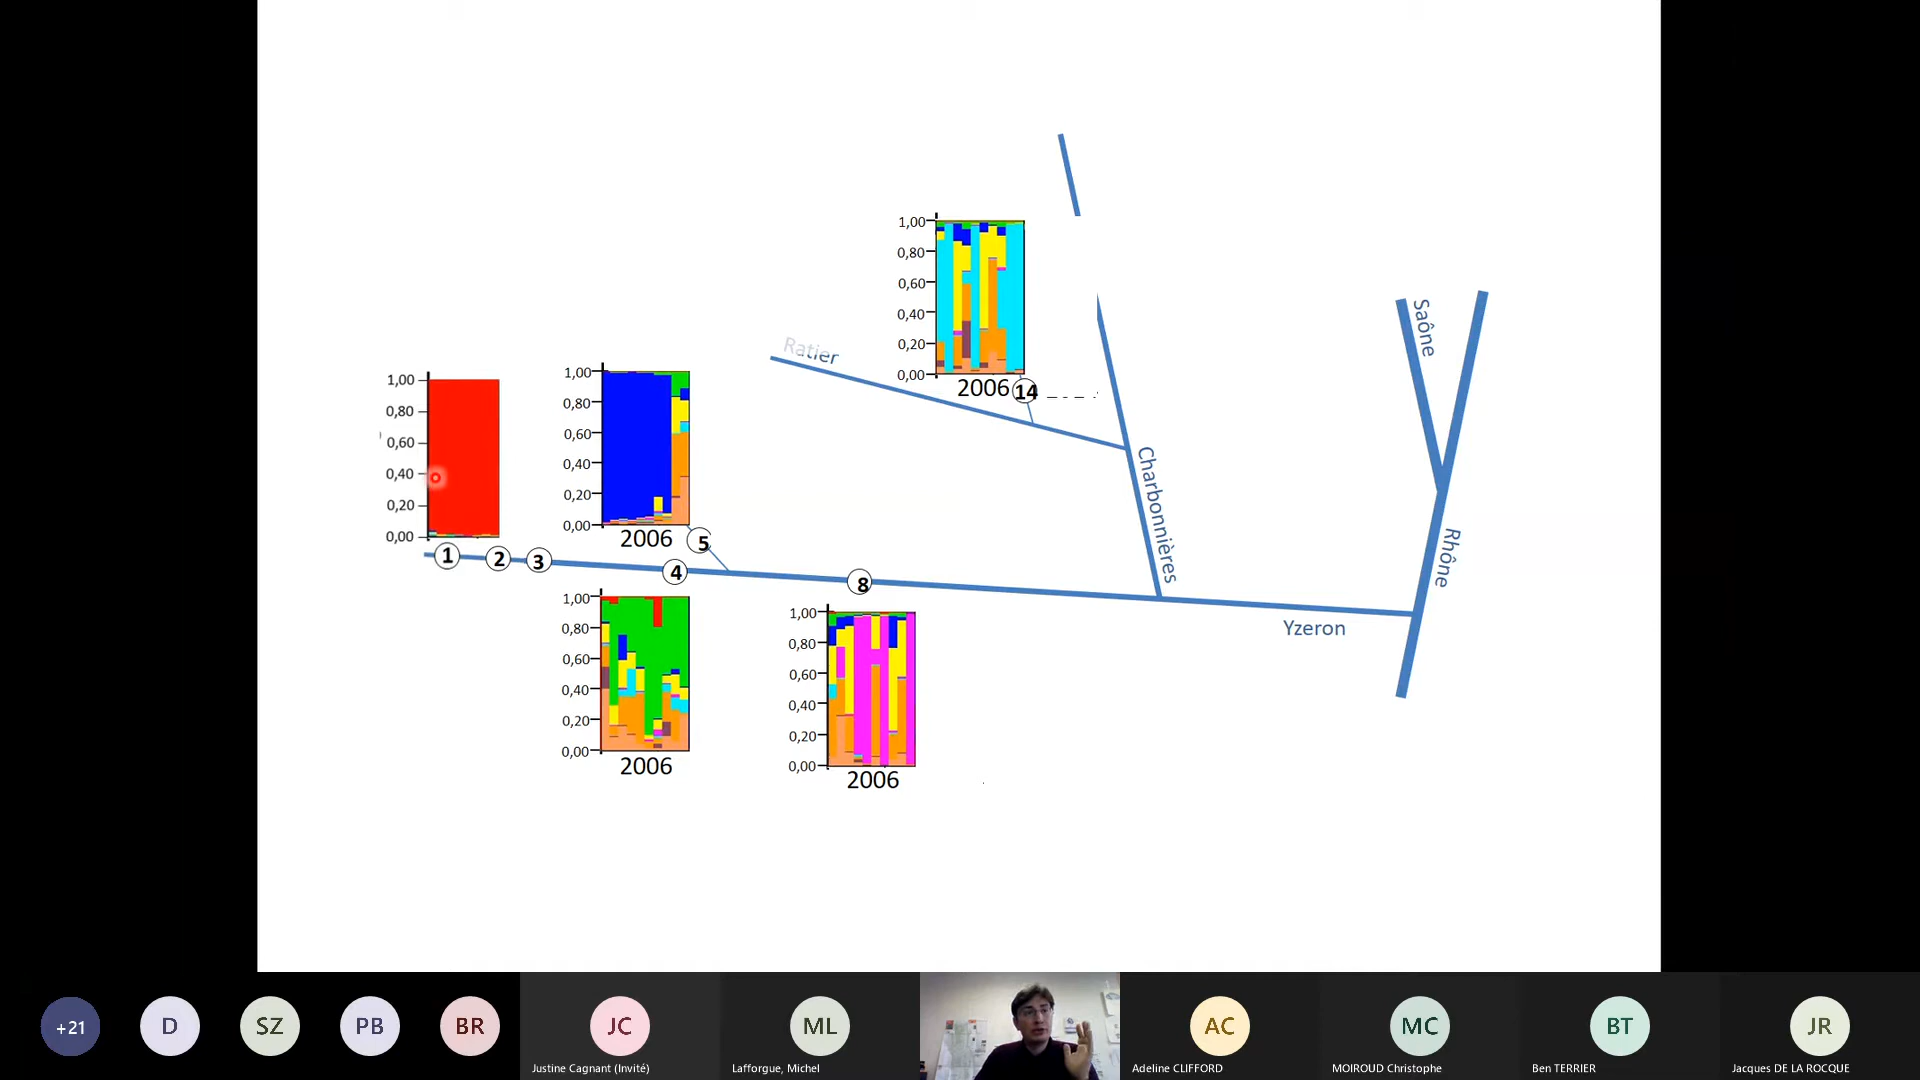 1,00
0,80
0,60
0,40
0,20
0,00
Ratier
14
2006
Saône
1,00
0,80
0,60
0,40
0,20
0,00
1,00
0,80
0,60
0,40
0,20
0,00
2006
5
Charbonnières
Rhône
1
2
3
4
8
Yzeron
1,00
0,80
0,60
0,40
0,20
0,00
2006
1,00
0,80
0,60
0,40
0,20
0,00
2006
+21
D
SZ
PB
BR
JC
Justine Cagnant (Invité)
ML
Lafforgue, Michel
AC
Adeline CLIFFORD
MC
MOIROUD Christophe
BT
Ben TERRIER
JR
Jacques DE LA ROCQUE